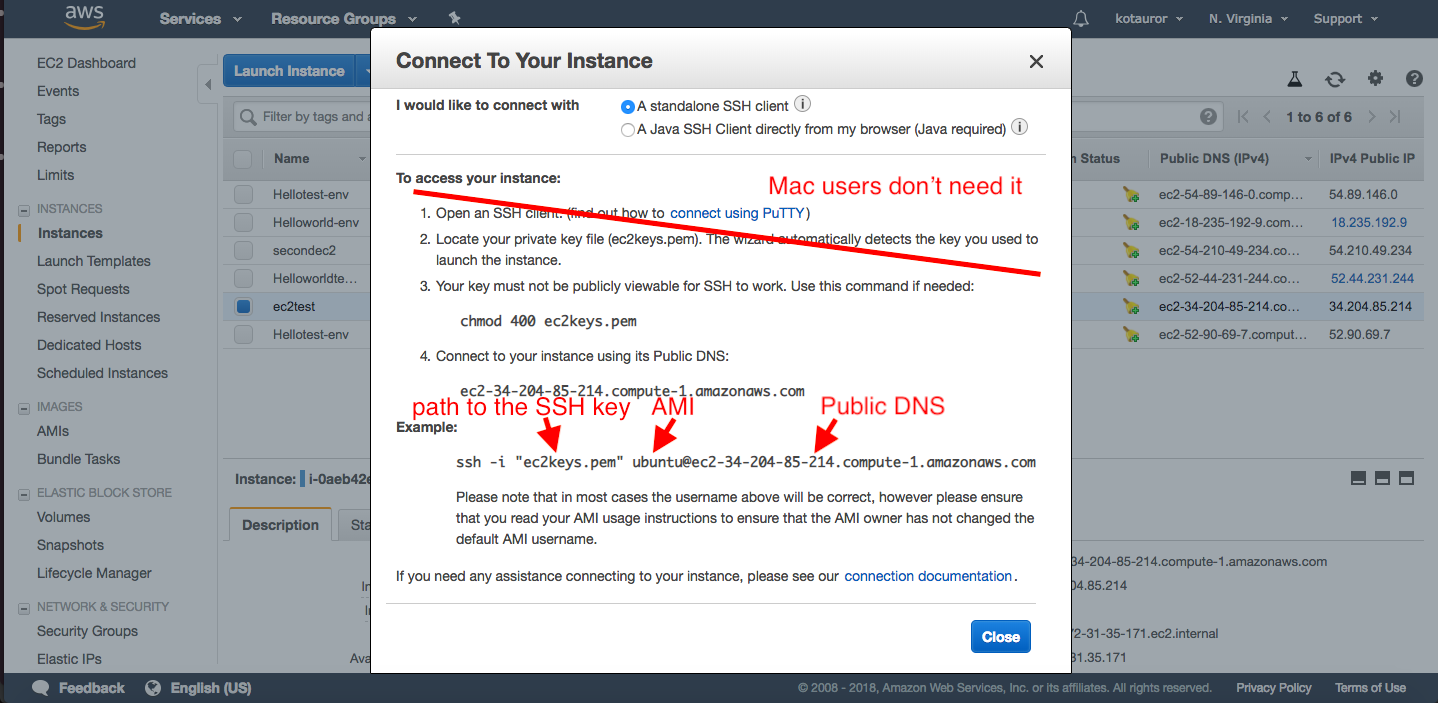 aws
Services
Resource Groups
kotauror
N. Virginia
Support
EC2 Dashboard
Events
Tags
Reports
Limits
INSTANCES
Instances
Launch Templates
Spot Requests
Reserved Instances
Dedicated Hosts
Scheduled Instances
IMAGES
AMIs
Bundle Tasks
ELASTIC BLOCK STORE
Volumes
Snapshots
Lifecycle Manager
NETWORK & SECURITY
Security Groups
Elastic IPs
Launch Instance
Filter by tags and a
1 to 6 of 6
Name
n Status
Public DNS (IPv4)
IPv4 Public IP
Hellotest-env
ec2-54-89-146-0.comp…
54.89.146.0
Helloworld-env
ec2-18-235-192-9.com…
18.235.192.9
secondec2
ec2-54-210-49-234.co…
54.210.49.234
Helloworldte…
ec2-52-44-231-244.co…
52.44.231.244
ec2test
ec2-34-204-85-214.co…
34.204.85.214
Hellotest-env
ec2-52-90-69-7.comput…
52.90.69.7
Instance:
i-0aeb42e
Description
Sta
In
I
Ava
34-204-85-214.compute-1.amazonaws.com
04.85.214
72-31-35-171.ec2.internal
31.35.171
Connect To Your Instance
I would like to connect with
A standalone SSH client
A Java SSH Client directly from my browser (Java required)
To access your instance:
Mac users don't need it
1. Open an SSH client. (find out how to connect using PuTTY)
2. Locate your private key file (ec2keys.pem). The wizard automatically detects the key you used to
launch the instance.
3. Your key must not be publicly viewable for SSH to work. Use this command if needed:
chmod 400 ec2keys.pem
4. Connect to your instance using its Public DNS:
ec2-34-204-85-214.compute-1.amazonaws.com
path to the SSH key
AMI
Public DNS
Example:
ssh -i "ec2keys.pem" ubuntu@ec2-34-204-85-214.compute-1.amazonaws.com
Please note that in most cases the username above will be correct, however please ensure
that you read your AMI usage instructions to ensure that the AMI owner has not changed the
default AMI username.
If you need any assistance connecting to your instance, please see our connection documentation.
Close
Feedback
English (US)
© 2008 - 2018, Amazon Web Services, Inc. or its affiliates. All rights reserved.
Privacy Policy
Terms of Use